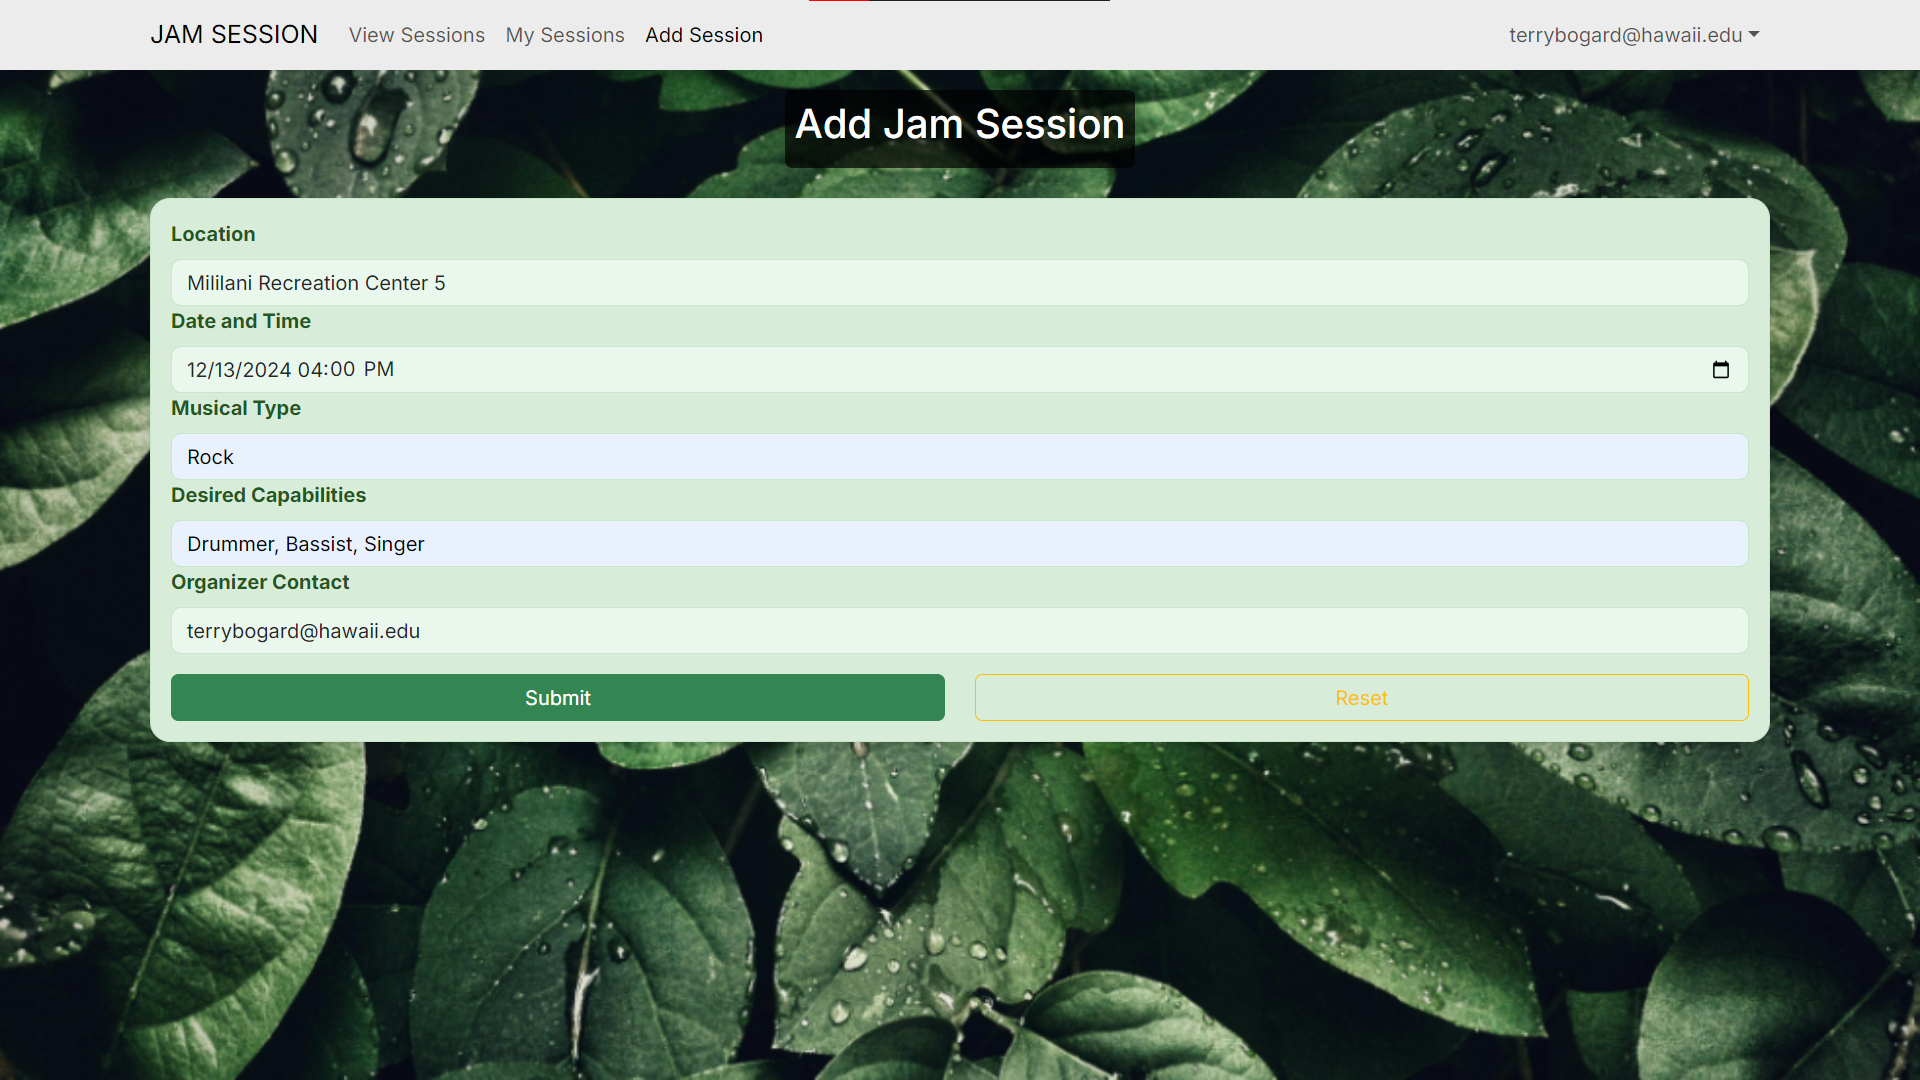 JAM SESSION View Sessions My Sessions Add Session terrybogard@hawaii.edu
Add Jam Session
Location
Mililani Recreation Center 5
Date and Time
12/13/2024 04:00 PM
Musical Type
Rock
Desired Capabilities
Drummer, Bassist, Singer
Organizer Contact
terrybogard@hawaii.edu
Submit Reset